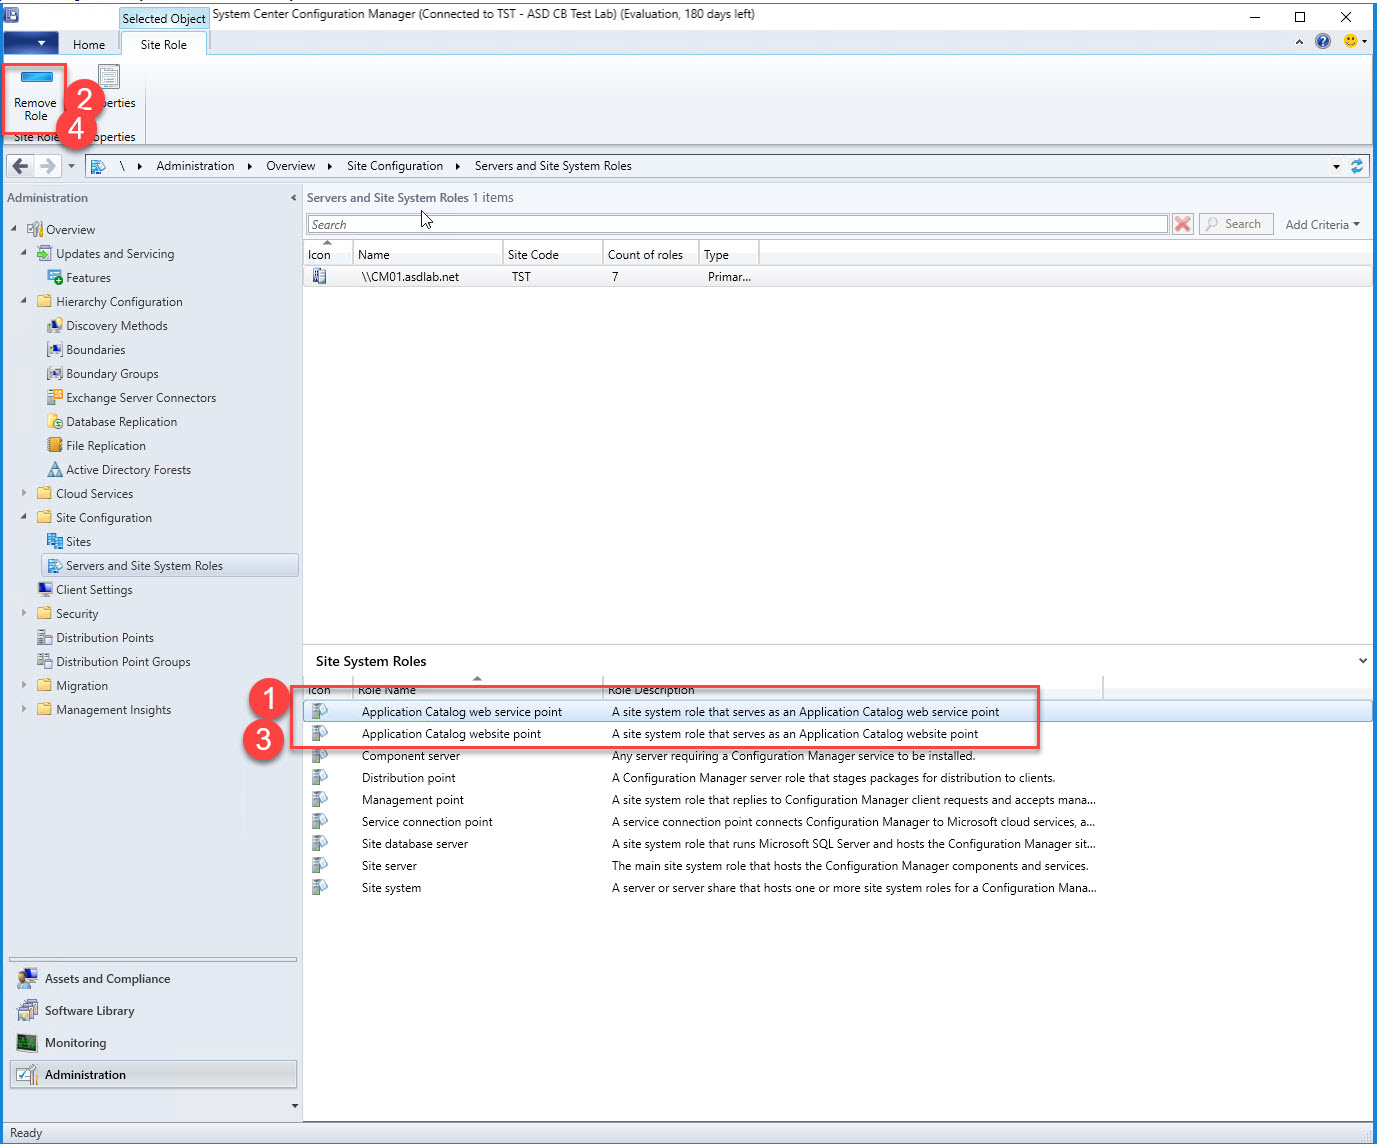 Selected Object
System Center Configuration Manager (Connected to TST - ASD CB Test Lab) (Evaluation, 180 days left)
Home
Site Role
Remove
Role
2
4
\ Administration Overview Site Configuration Servers and Site System Roles
Administration
Overview
Updates and Servicing
Features
Hierarchy Configuration
Discovery Methods
Boundaries
Boundary Groups
Exchange Server Connectors
Database Replication
File Replication
Active Directory Forests
Cloud Services
Site Configuration
Sites
Servers and Site System Roles
Client Settings
Security
Distribution Points
Distribution Point Groups
Migration
Management Insights
Assets and Compliance
Software Library
Monitoring
Administration
Servers and Site System Roles 1 items
Search
Search
Add Criteria
Icon Name Site Code Count of roles Type
\\CM01.asdlab.net TST 7 Primar...
Site System Roles
Icon Role Name Role Description
1
Application Catalog web service point A site system role that serves as an Application Catalog web service point
3
Application Catalog website point A site system role that serves as an Application Catalog website point
Component server Any server requiring a Configuration Manager service to be installed.
Distribution point A Configuration Manager server role that stages packages for distribution to clients.
Management point A site system role that replies to Configuration Manager client requests and accepts mana...
Service connection point A service connection point connects Configuration Manager to Microsoft cloud services, a...
Site database server A site system role that runs Microsoft SQL Server and hosts the Configuration Manager sit...
Site server The main site system role that hosts the Configuration Manager components and services.
Site system A server or server share that hosts one or more site system roles for a Configuration Mana...
Ready